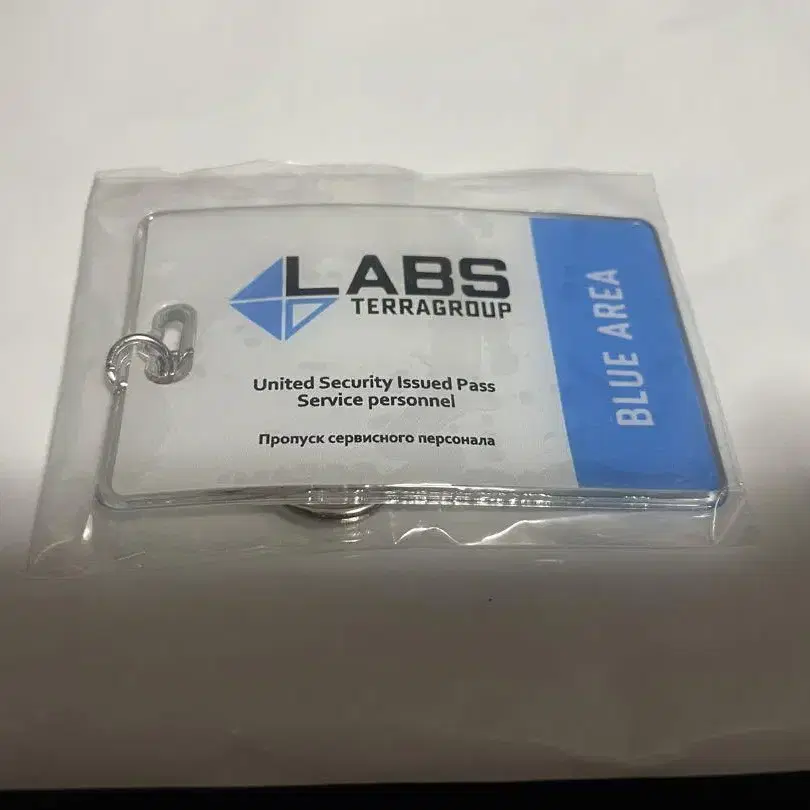 LABS
TERRAGROUP
United Security Issued Pass
Service personnel
Пропуск сервисного персонала
BLUE AREA